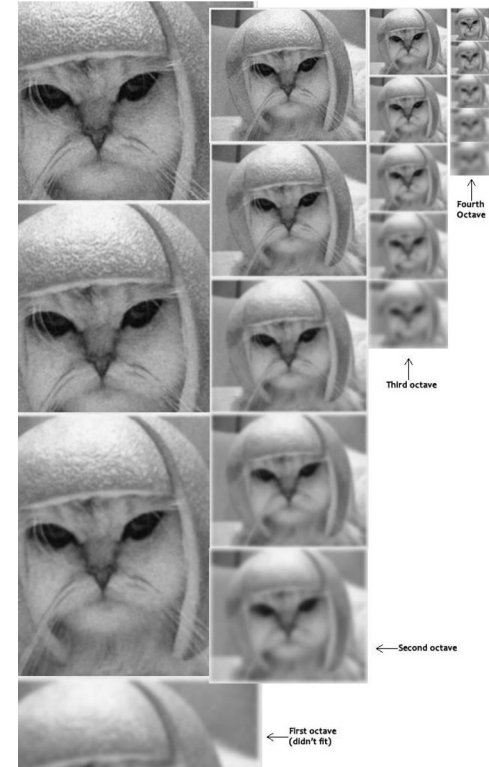 Fourth
Octave
Third octave
Second octave
First octave
(didn't fit)